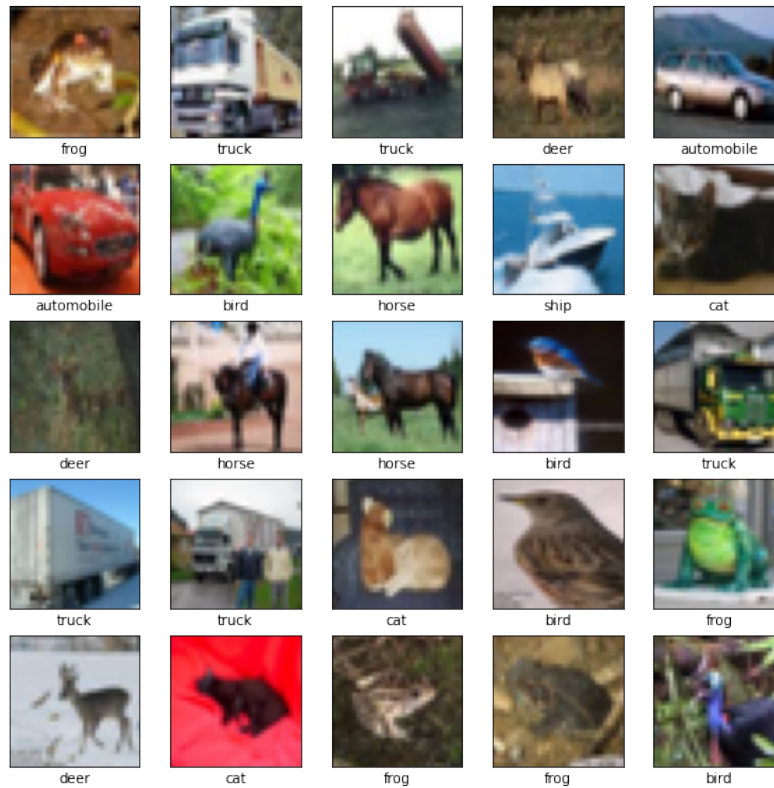 frog truck truck deer automobile
automobile bird horse ship cat
deer horse horse bird truck
truck truck cat bird frog
deer cat frog frog bird